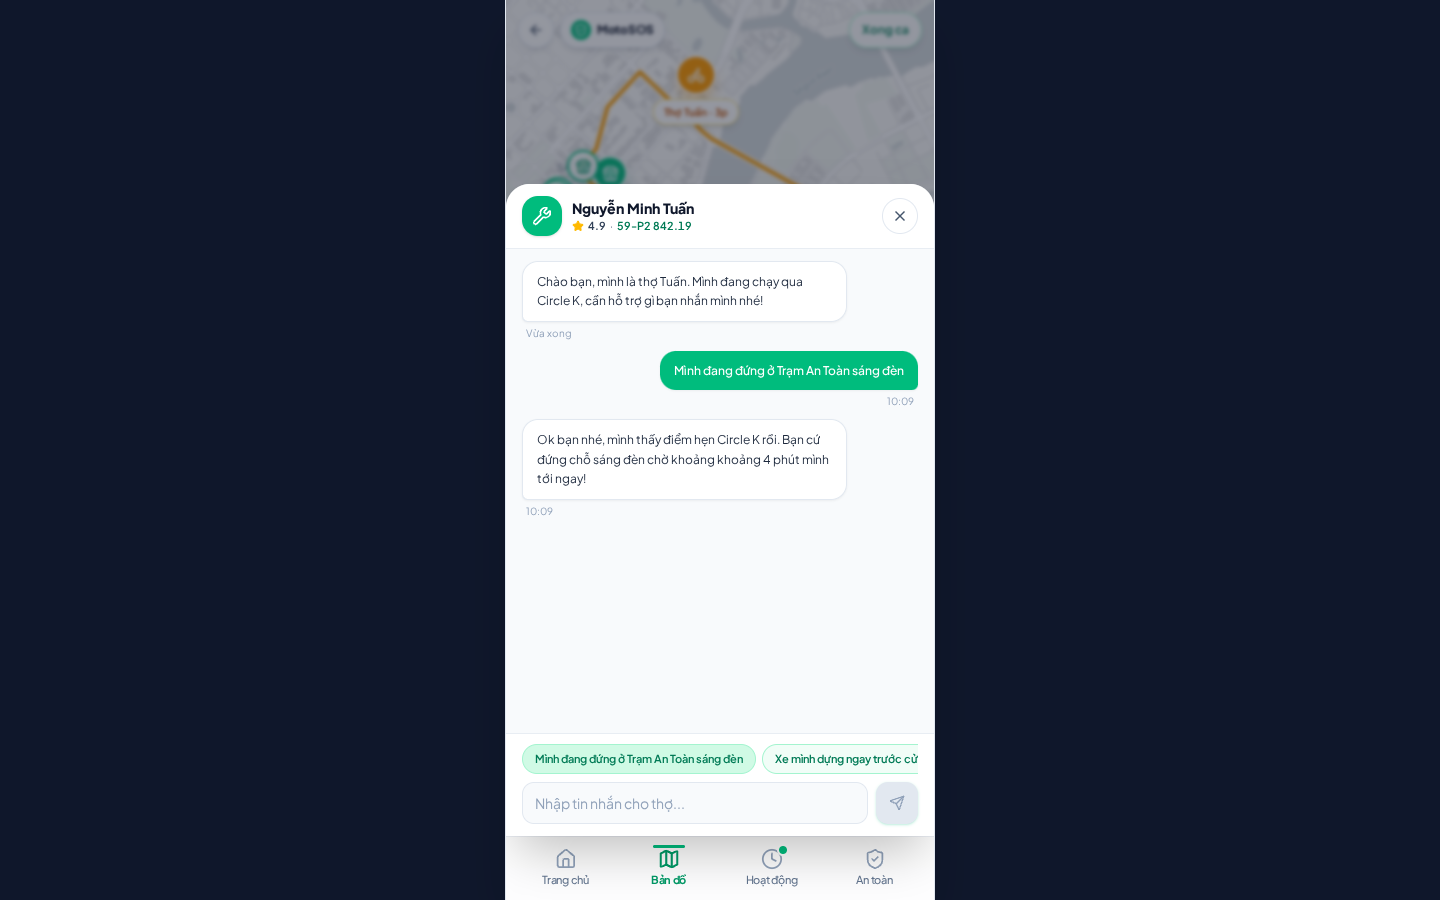 MotoSOS
Xong ca
Thợ Tuấn · 3p
Nguyễn Minh Tuấn
4.9 · 59-P2 842.19
Chào bạn, mình là thợ Tuấn. Mình đang chạy qua
Circle K, cần hỗ trợ gì bạn nhắn mình nhé!
Vừa xong
Mình đang đứng ở Trạm An Toàn sáng đèn
10:09
Ok bạn nhé, mình thấy điểm hẹn Circle K rồi. Bạn cứ
đứng chỗ sáng đèn chờ khoảng khoảng 4 phút mình
tới ngay!
10:09
Mình đang đứng ở Trạm An Toàn sáng đèn
Xe mình dựng ngay trước cử
Nhập tin nhắn cho thợ...
Trang chủ
Bản đồ
Hoạt động
An toàn